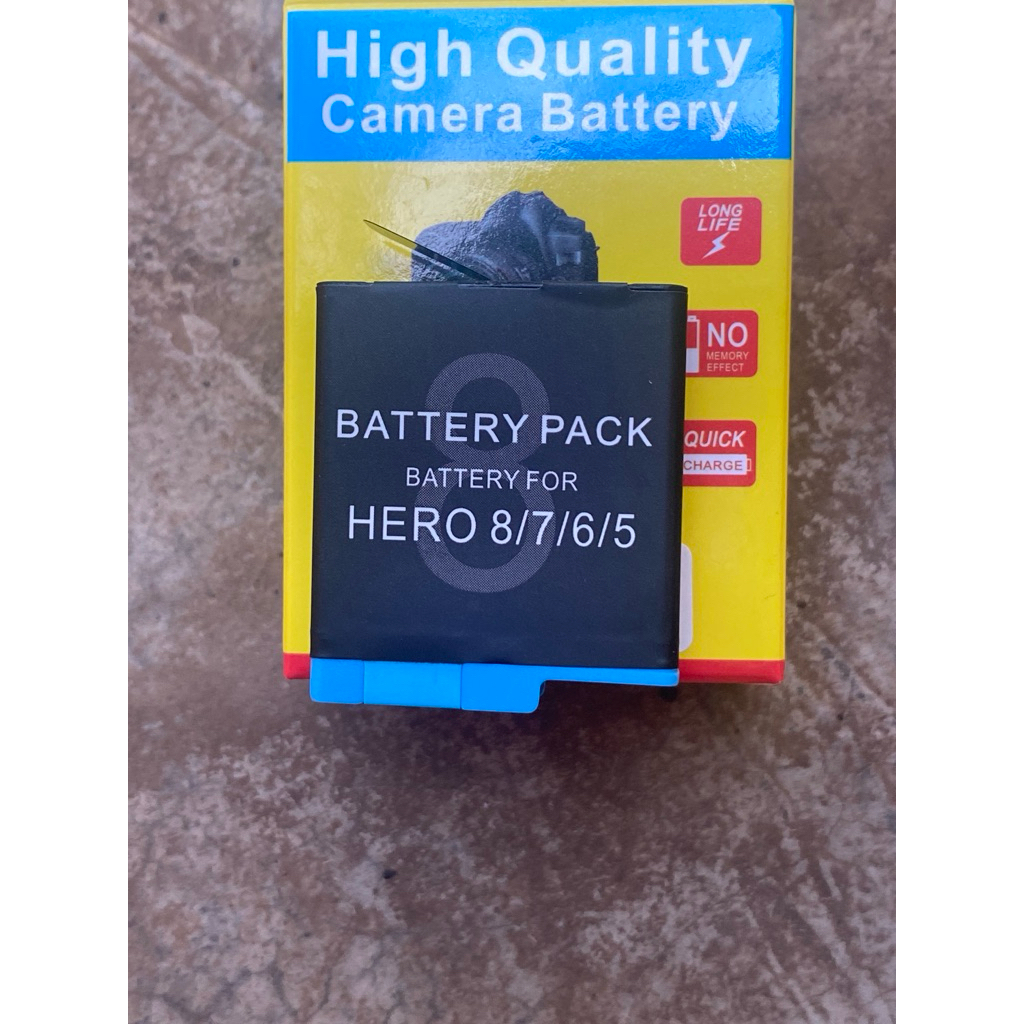 High Quality
Camera Battery
LONG
LIFE
NO
MEMORY
EFFECT
QUICK
CHARGE
8
BATTERY PACK
BATTERY FOR
HERO 8/7/6/5